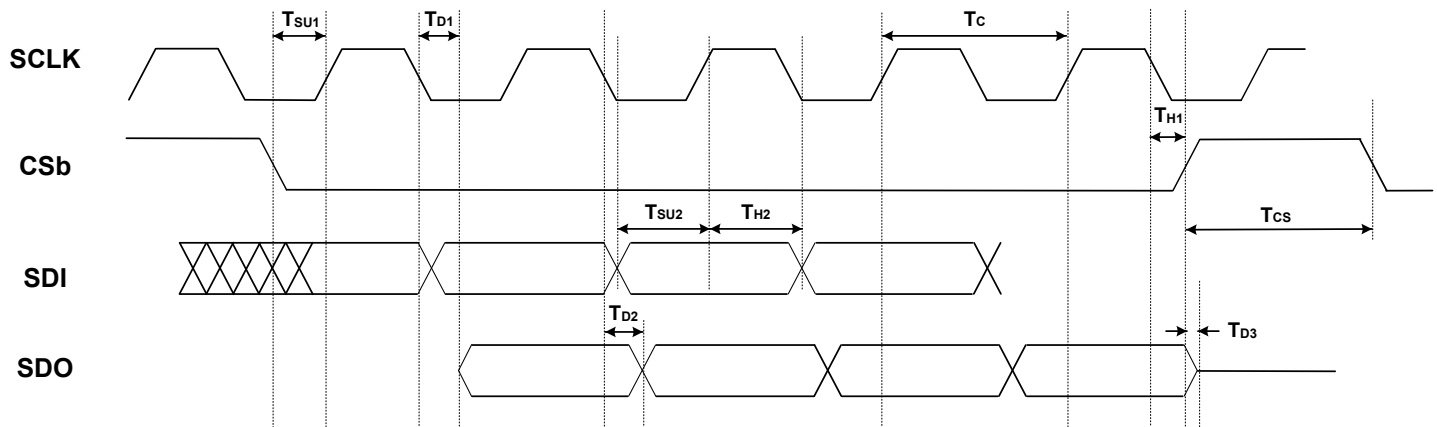 TSU1 TD1 TC
SCLK
TH1
CSb
TSU2 TH2 TCS
SDI
TD2 TD3
SDO